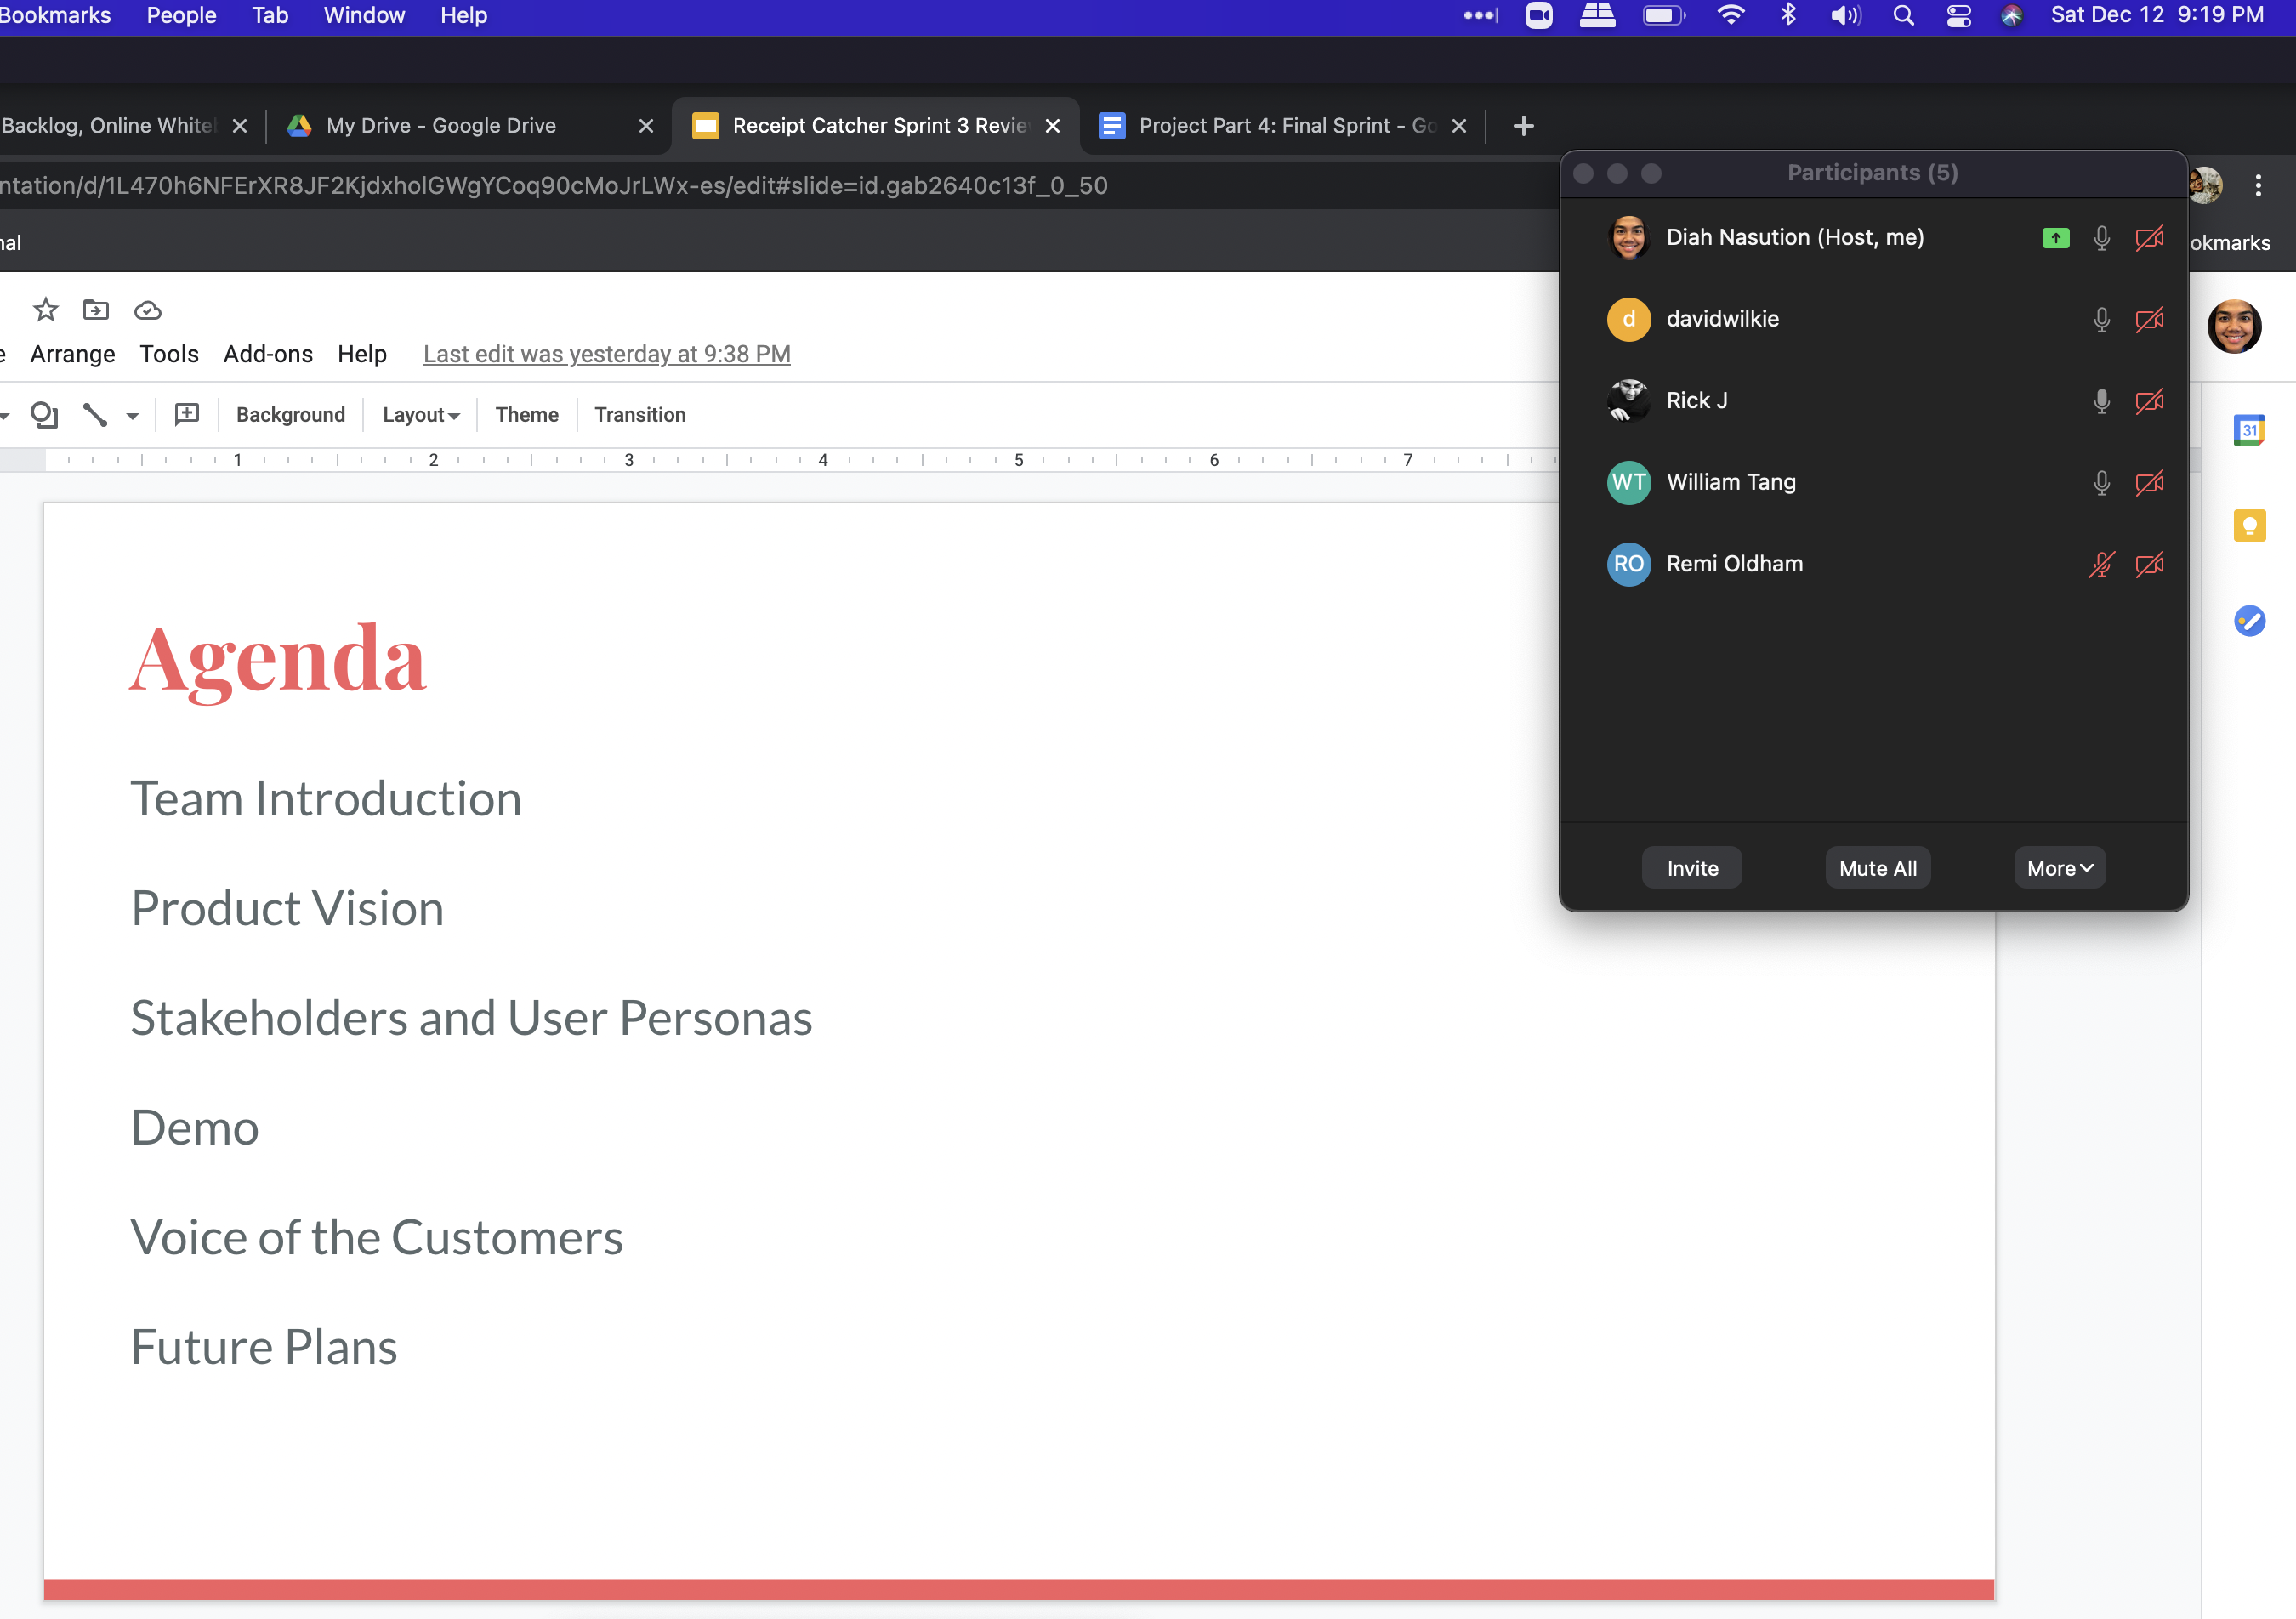 Bookmarks People Tab Window Help Sat Dec 12 9:19 PM
Backlog, Online White My Drive - Google Drive Receipt Catcher Sprint 3 Revie Project Part 4: Final Sprint - Go
ntation/d/1L470h6NFErXR8JF2KjdxholGWgYCoq90cMoJrLWx-es/edit#slide=id.gab2640c13f_0_50
nal
okmarks
Arrange Tools Add-ons Help Last edit was yesterday at 9:38 PM
Background Layout Theme Transition
1 2 3 4 5 6 7
31
Agenda
Team Introduction
Product Vision
Stakeholders and User Personas
Demo
Voice of the Customers
Future Plans
Participants (5)
Diah Nasution (Host, me)
d davidwilkie
Rick J
WT William Tang
RO Remi Oldham
Invite Mute All More